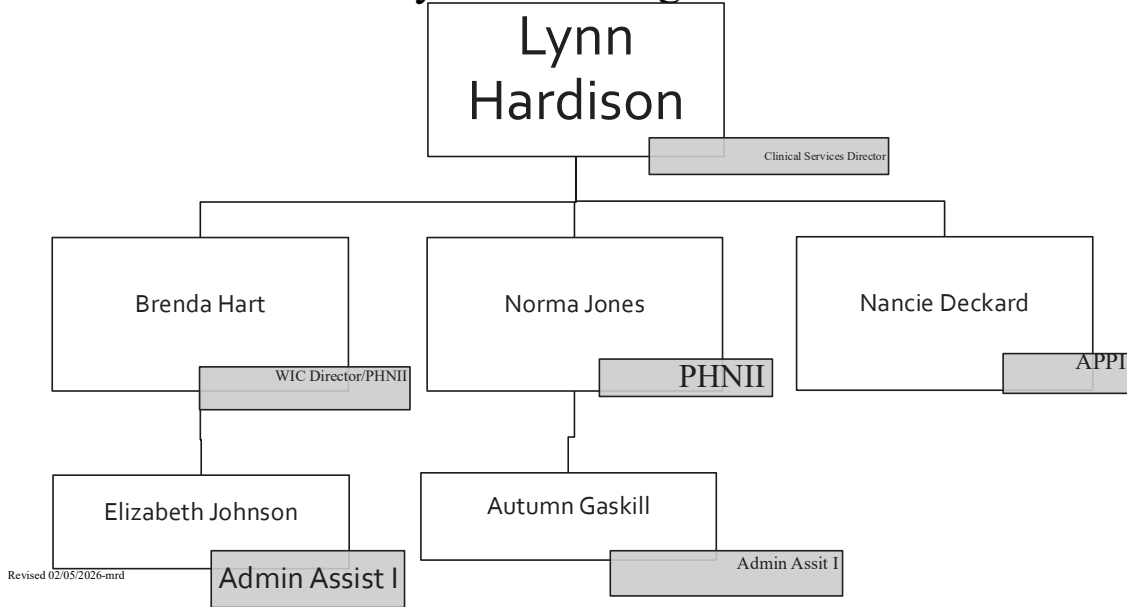 Lynn
Hardison
Clinical Services Director
Brenda Hart
WIC Director/PHNII
Norma Jones
PHNII
Nancie Deckard
APPI
Elizabeth Johnson
Admin Assist I
Autumn Gaskill
Admin Assit I
Revised 02/05/2026-mrd